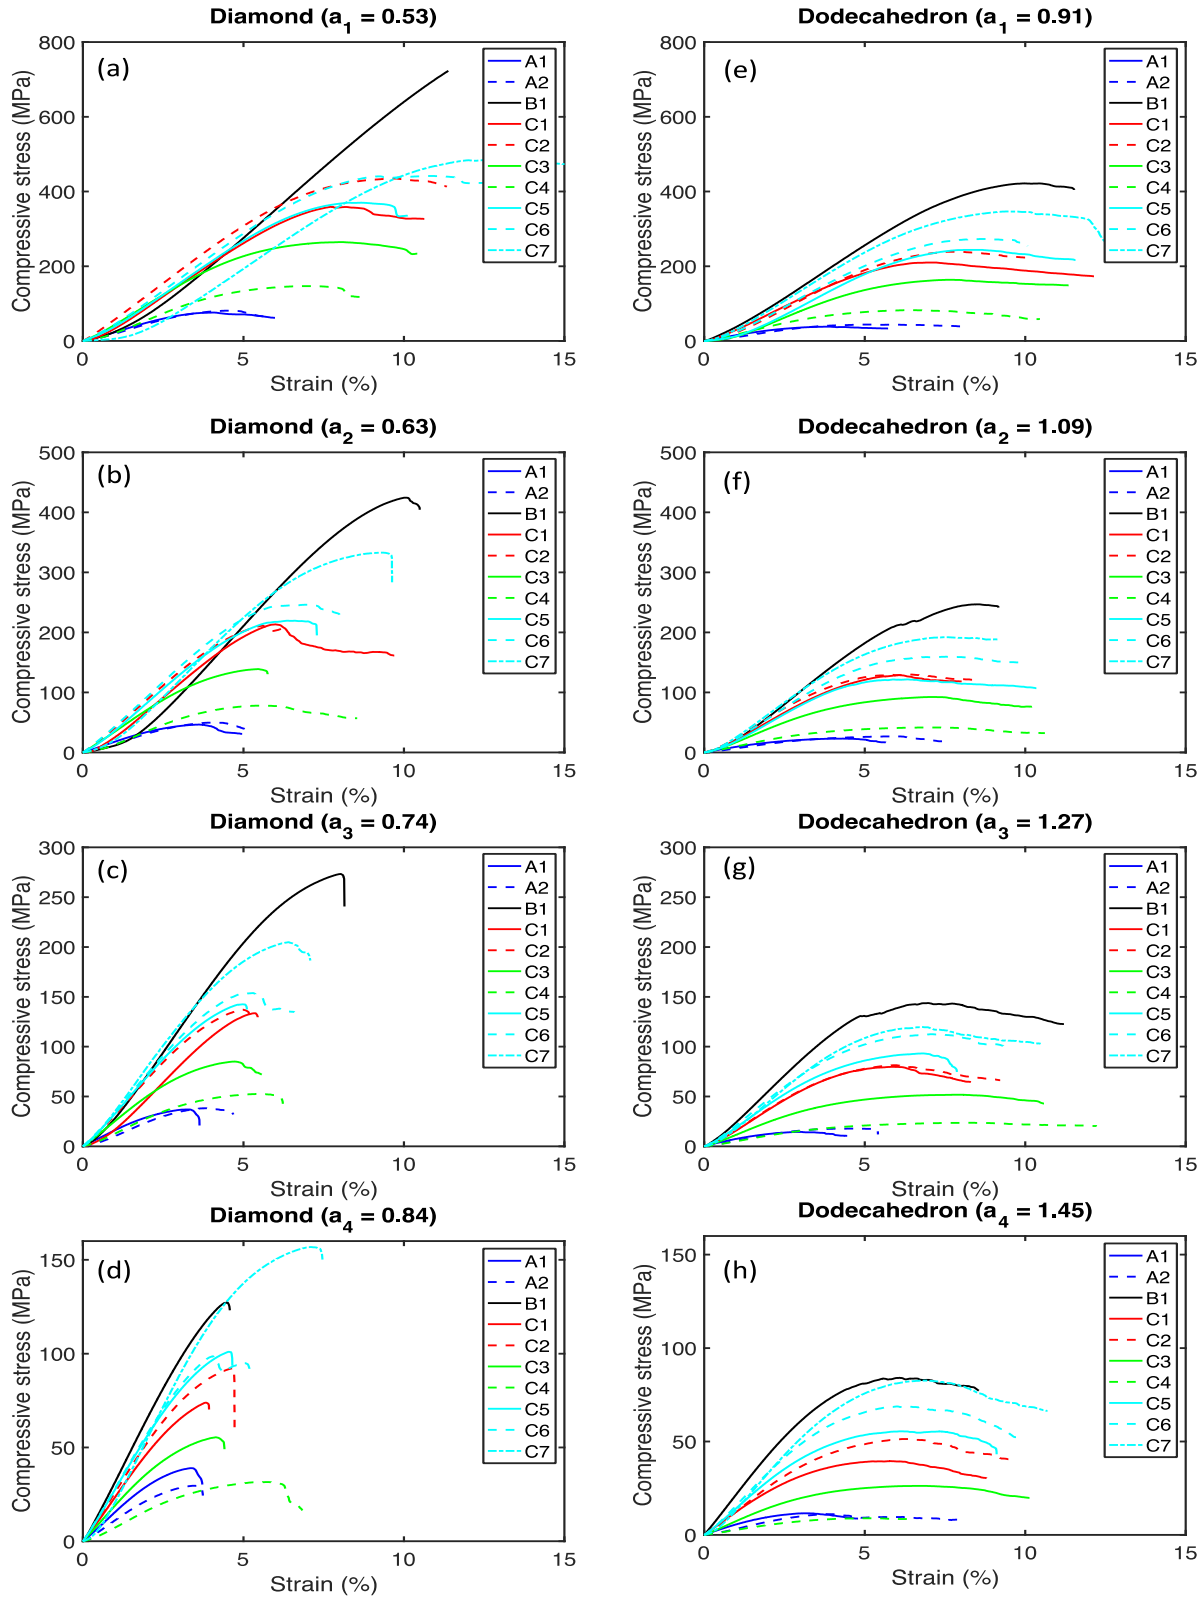 Diamond (a1 = 0.53)
(a)
Compressive stress (MPa)
800
600
400
200
0
0 5 10 15
Strain (%)
A1
A2
B1
C1
C2
C3
C4
C5
C6
C7
Dodecahedron (a1 = 0.91)
(e)
Compressive stress (MPa)
800
600
400
200
0
0 5 10 15
Strain (%)
A1
A2
B1
C1
C2
C3
C4
C5
C6
C7
Diamond (a2 = 0.63)
(b)
Compressive stress (MPa)
500
400
300
200
100
0
0 5 10 15
Strain (%)
A1
A2
B1
C1
C2
C3
C4
C5
C6
C7
Dodecahedron (a2 = 1.09)
(f)
Compressive stress (MPa)
500
400
300
200
100
0
0 5 10 15
Strain (%)
A1
A2
B1
C1
C2
C3
C4
C5
C6
C7
Diamond (a3 = 0.74)
(c)
Compressive stress (MPa)
300
250
200
150
100
50
0
0 5 10 15
Strain (%)
A1
A2
B1
C1
C2
C3
C4
C5
C6
C7
Dodecahedron (a3 = 1.27)
(g)
Compressive stress (MPa)
300
250
200
150
100
50
0
0 5 10 15
Strain (%)
A1
A2
B1
C1
C2
C3
C4
C5
C6
C7
Diamond (a4 = 0.84)
(d)
Compressive stress (MPa)
150
100
50
0
0 5 10 15
Strain (%)
A1
A2
B1
C1
C2
C3
C4
C5
C6
C7
Dodecahedron (a4 = 1.45)
(h)
Compressive stress (MPa)
150
100
50
0
0 5 10 15
Strain (%)
A1
A2
B1
C1
C2
C3
C4
C5
C6
C7